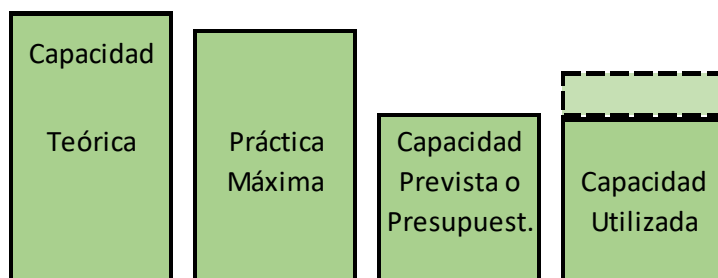 Capacidad
Teórica
Práctica
Máxima
Capacidad
Prevista o
Presupuest.
Capacidad
Utilizada